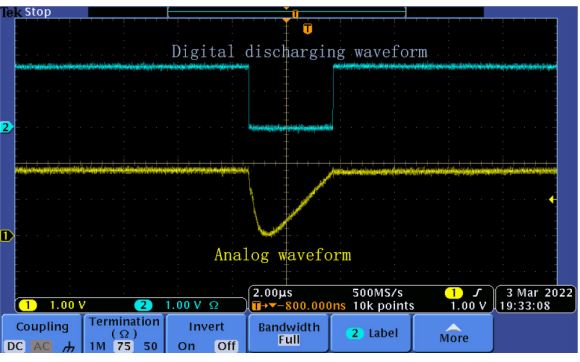 Tek Stop
T
T
Digital discharging waveform
2
1
Analog waveform
1 1.00 V 2 1.00 V Ω
2.00μs 500MS/s 1
T→▼-800.000ns 10k points 1.00 V
3 Mar 2022
19:33:08
Coupling
DC AC
Termination
(Ω)
1M 75 50
Invert
On Off
Bandwidth
Full
2 Label
More